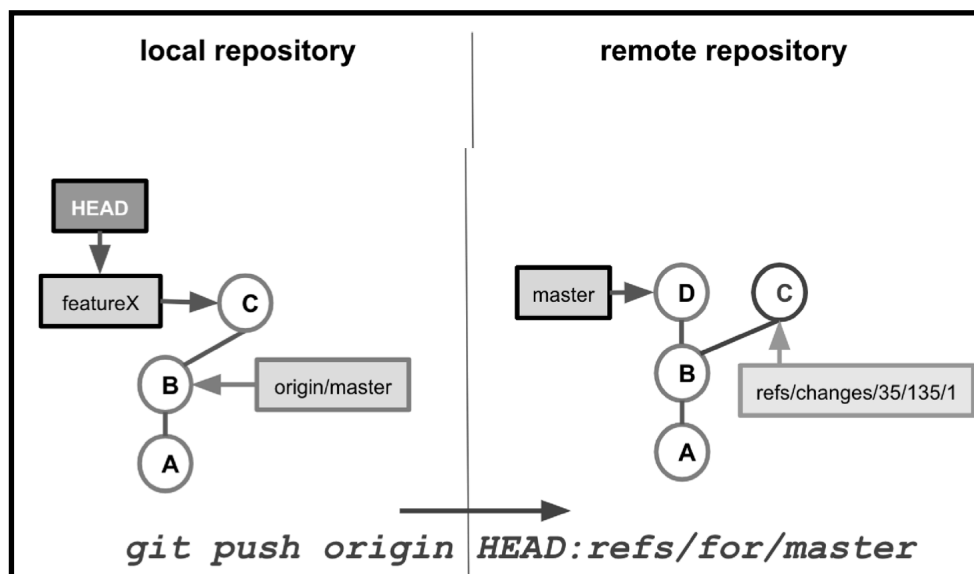 local repository
remote repository
HEAD
featureX
C
B
origin/master
A
master
D
C
B
refs/changes/35/135/1
A
git push origin HEAD:refs/for/master